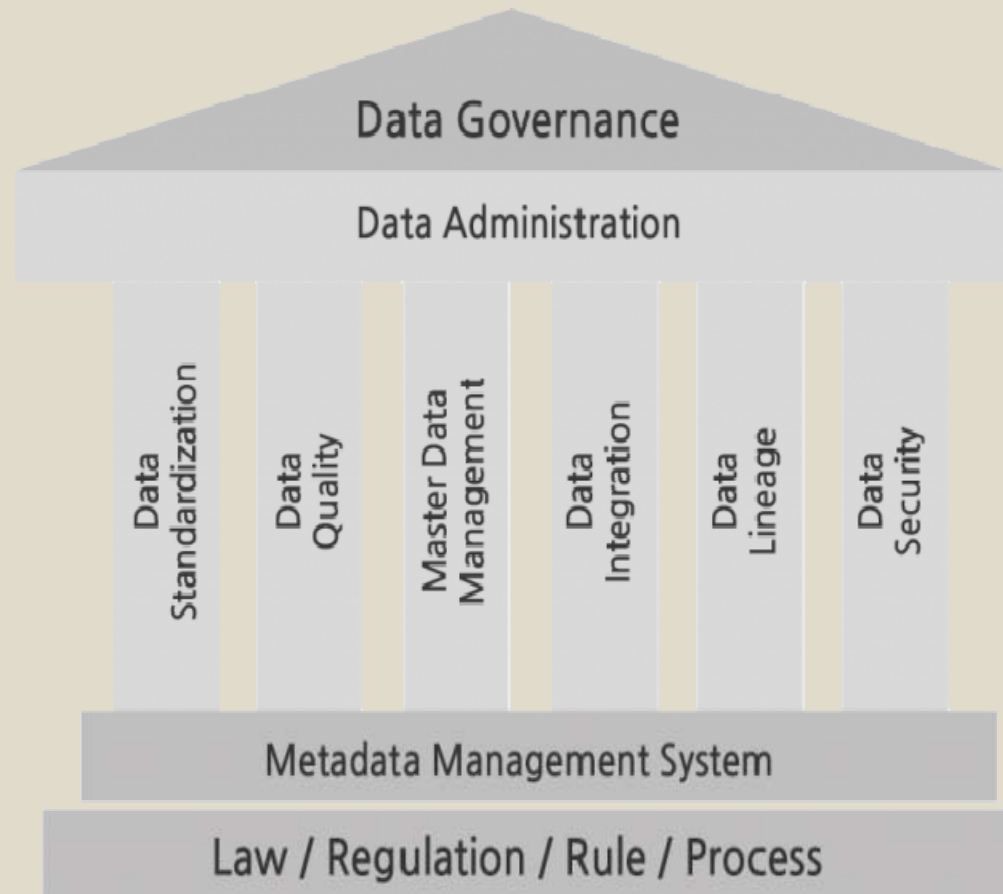 Data Governance
Data Administration
Data
Standardization
Data
Quality
Master Data
Management
Data
Integration
Data
Lineage
Data
Security
Metadata Management System
Law / Regulation / Rule / Process